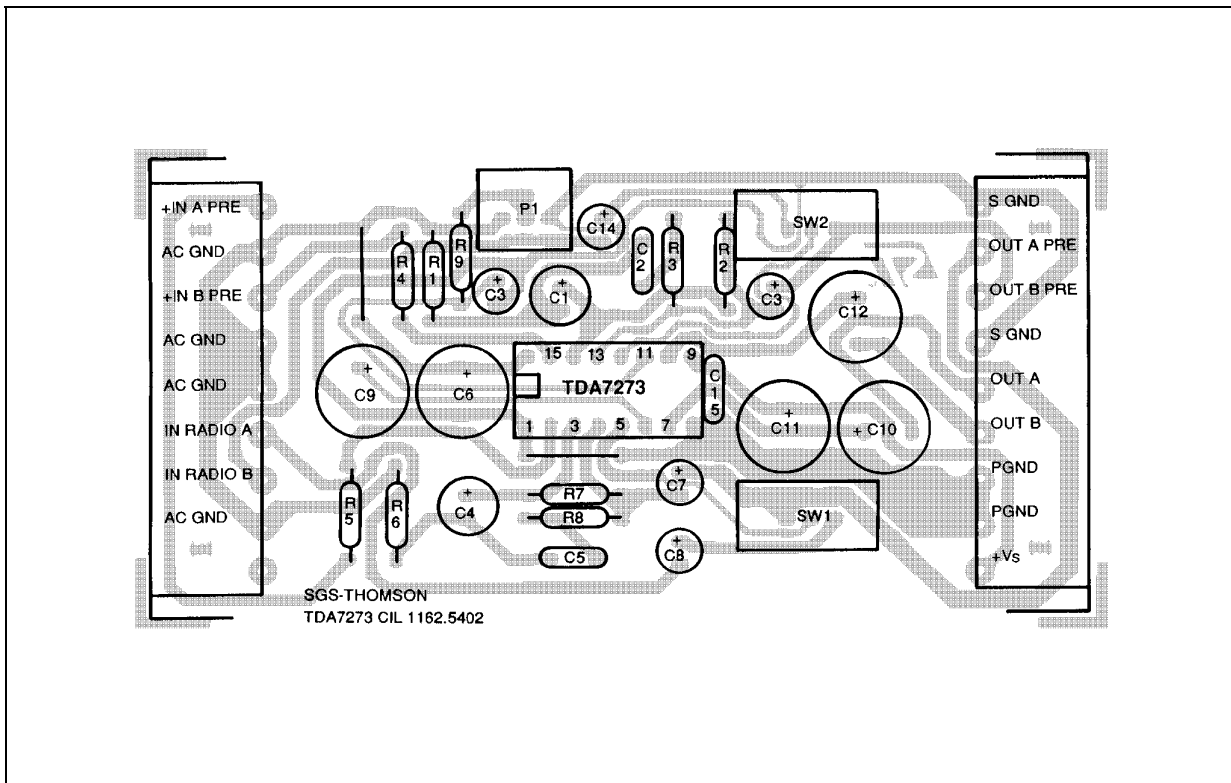 +IN A PRE
AC GND
+IN B PRE
AC GND
AC GND
IN RADIO A
IN RADIO B
AC GND
P1
R4
R1
R9
C3
+
C1
+
C14
+
C2
R3
R2
SW2
C3
+
C12
+
C9
+
C6
+
15 13 11 9
TDA7273
1 3 5 7
C15
C11
+
+ C10
R5
R6
C4
+
R7
R8
C5
C7
+
C8
+
SW1
S GND
OUT A PRE
OUT B PRE
S GND
OUT A
OUT B
PGND
PGND
+Vs
SGS-THOMSON
TDA7273 CIL 1162.5402